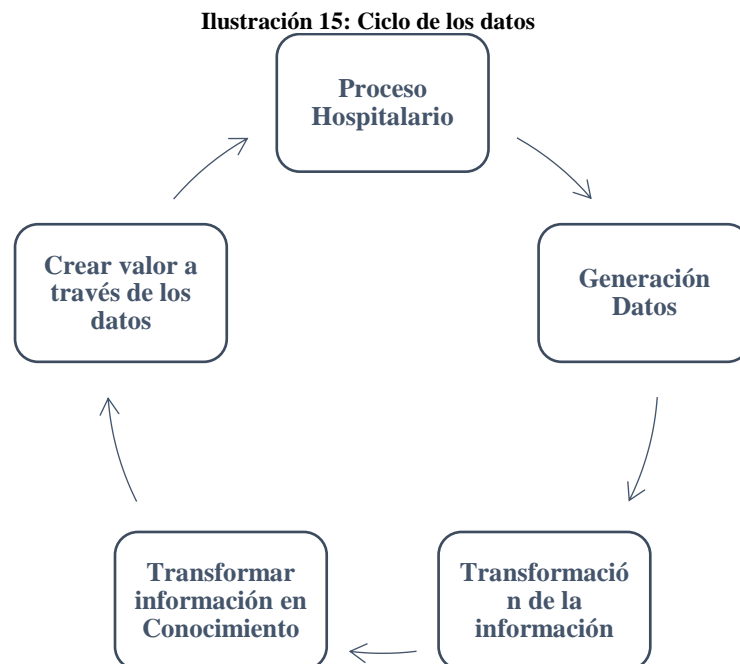 Ilustración 15: Ciclo de los datos
Proceso
Hospitalario
Generación
Datos
Transformació
n de la
información
Transformar
información en
Conocimiento
Crear valor a
través de los
datos